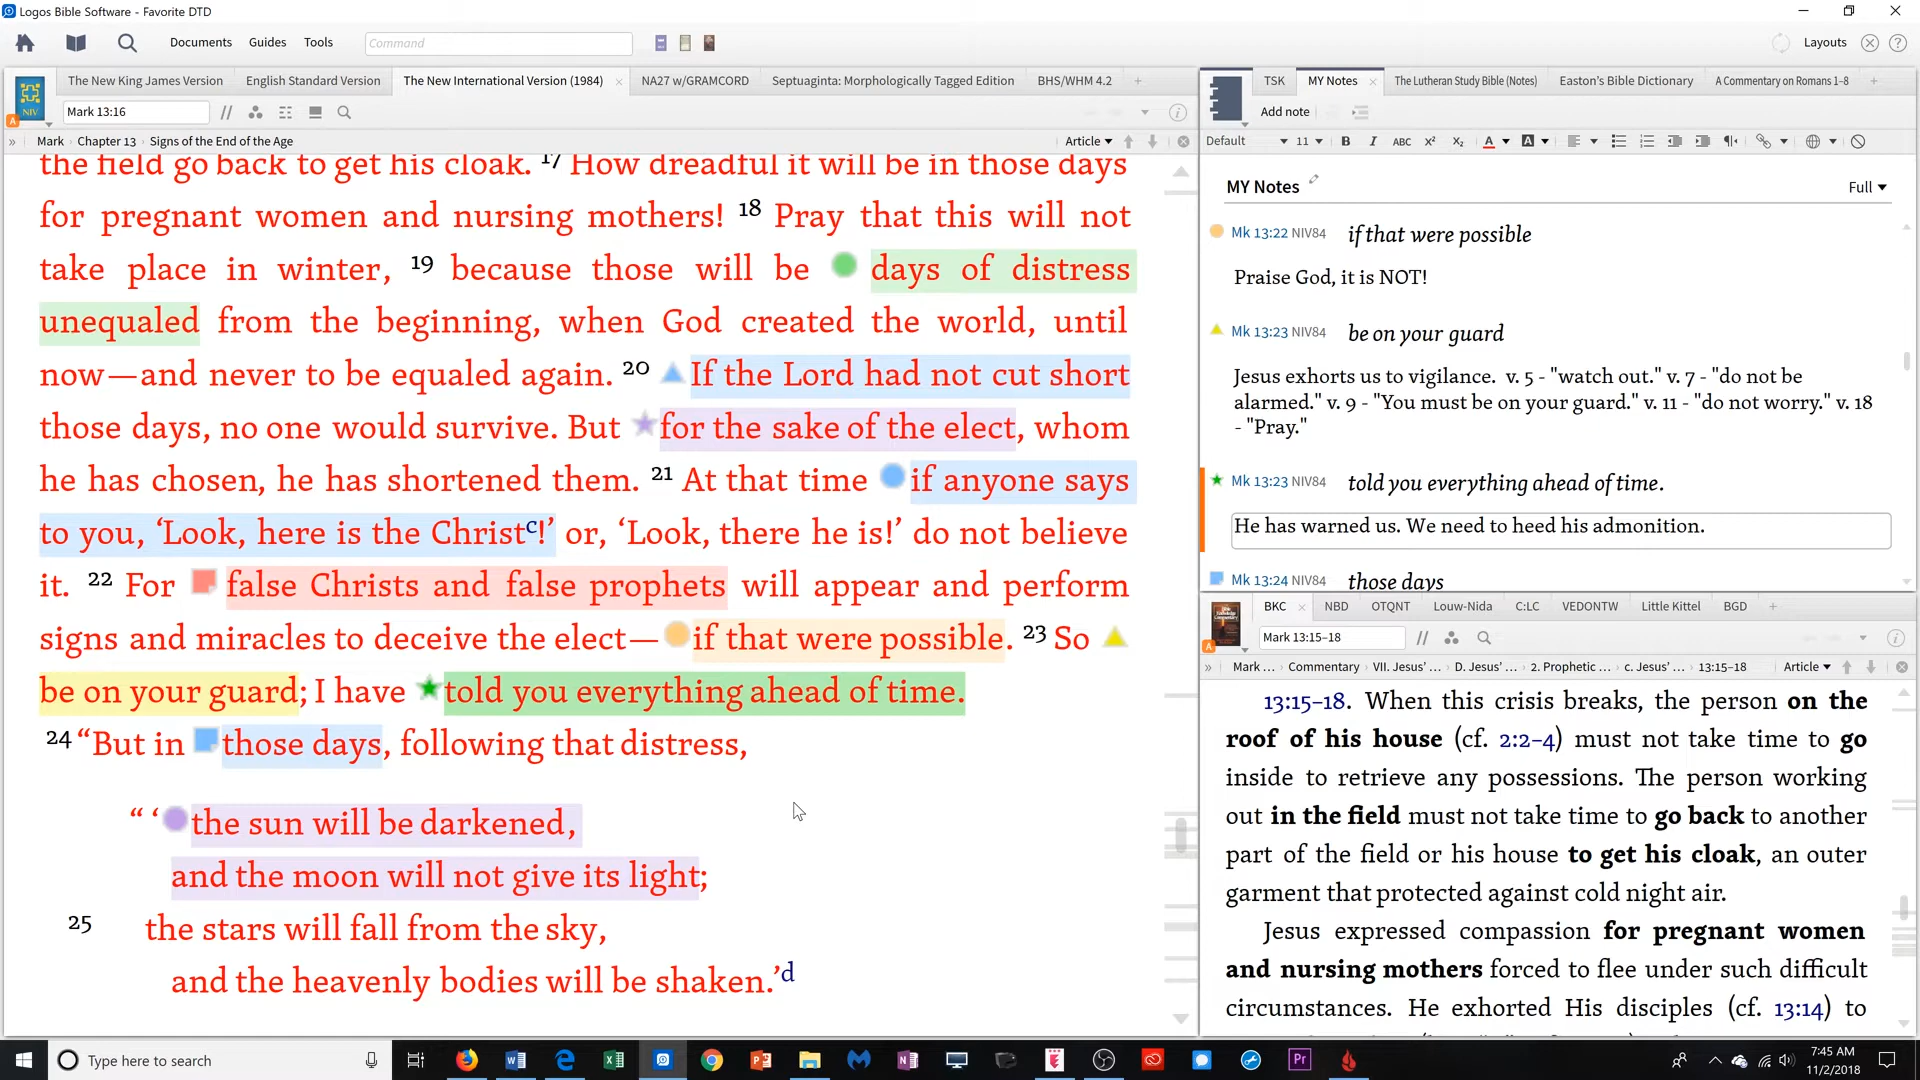 Logos Bible Software - Favorite DTD
Documents Guides Tools Command Layouts
The New King James Version English Standard Version The New International Version (1984) NA27 w/GRAMCORD Septuaginta: Morphologically Tagged Edition BHS/WHM 4.2
NIV
A
Mark 13:16 //
Mark › Chapter 13 › Signs of the End of the Age Article
the field go back to get his cloak. 17 How dreadful it will be in those days
for pregnant women and nursing mothers! 18 Pray that this will not
take place in winter, 19 because those will be days of distress
unequaled from the beginning, when God created the world, until
now—and never to be equaled again. 20 If the Lord had not cut short
those days, no one would survive. But for the sake of the elect, whom
he has chosen, he has shortened them. 21 At that time if anyone says
to you, ‘Look, here is the Christc!’ or, ‘Look, there he is!’ do not believe
it. 22 For false Christs and false prophets will appear and perform
signs and miracles to deceive the elect—if that were possible. 23 So
be on your guard; I have told you everything ahead of time.
24 “But in those days, following that distress,
“ ‘the sun will be darkened,
and the moon will not give its light;
25 the stars will fall from the sky,
and the heavenly bodies will be shaken.’d
TSK MY Notes The Lutheran Study Bible (Notes) Easton's Bible Dictionary A Commentary on Romans 1–8
Add note
Default 11 B I ABC X² X₂ A A
MY Notes Full
Mk 13:22 NIV84 if that were possible
Praise God, it is NOT!
Mk 13:23 NIV84 be on your guard
Jesus exhorts us to vigilance. v. 5 - "watch out." v. 7 - "do not be
alarmed." v. 9 - "You must be on your guard." v. 11 - "do not worry." v. 18
- "Pray."
Mk 13:23 NIV84 told you everything ahead of time.
He has warned us. We need to heed his admonition.
Mk 13:24 NIV84 those days
BKC NBD OTQNT Louw-Nida C:LC VEDONTW Little Kittel BGD
A
Mark 13:15–18 //
Mark ... › Commentary › VII. Jesus' ... › D. Jesus' ... › 2. Prophetic ... › c. Jesus' ... › 13:15–18 Article
13:15–18. When this crisis breaks, the person on the
roof of his house (cf. 2:2–4) must not take time to go
inside to retrieve any possessions. The person working
out in the field must not take time to go back to another
part of the field or his house to get his cloak, an outer
garment that protected against cold night air.
Jesus expressed compassion for pregnant women
and nursing mothers forced to flee under such difficult
circumstances. He exhorted His disciples (cf. 13:14) to
Type here to search
Pr
7:45 AM
11/2/2018